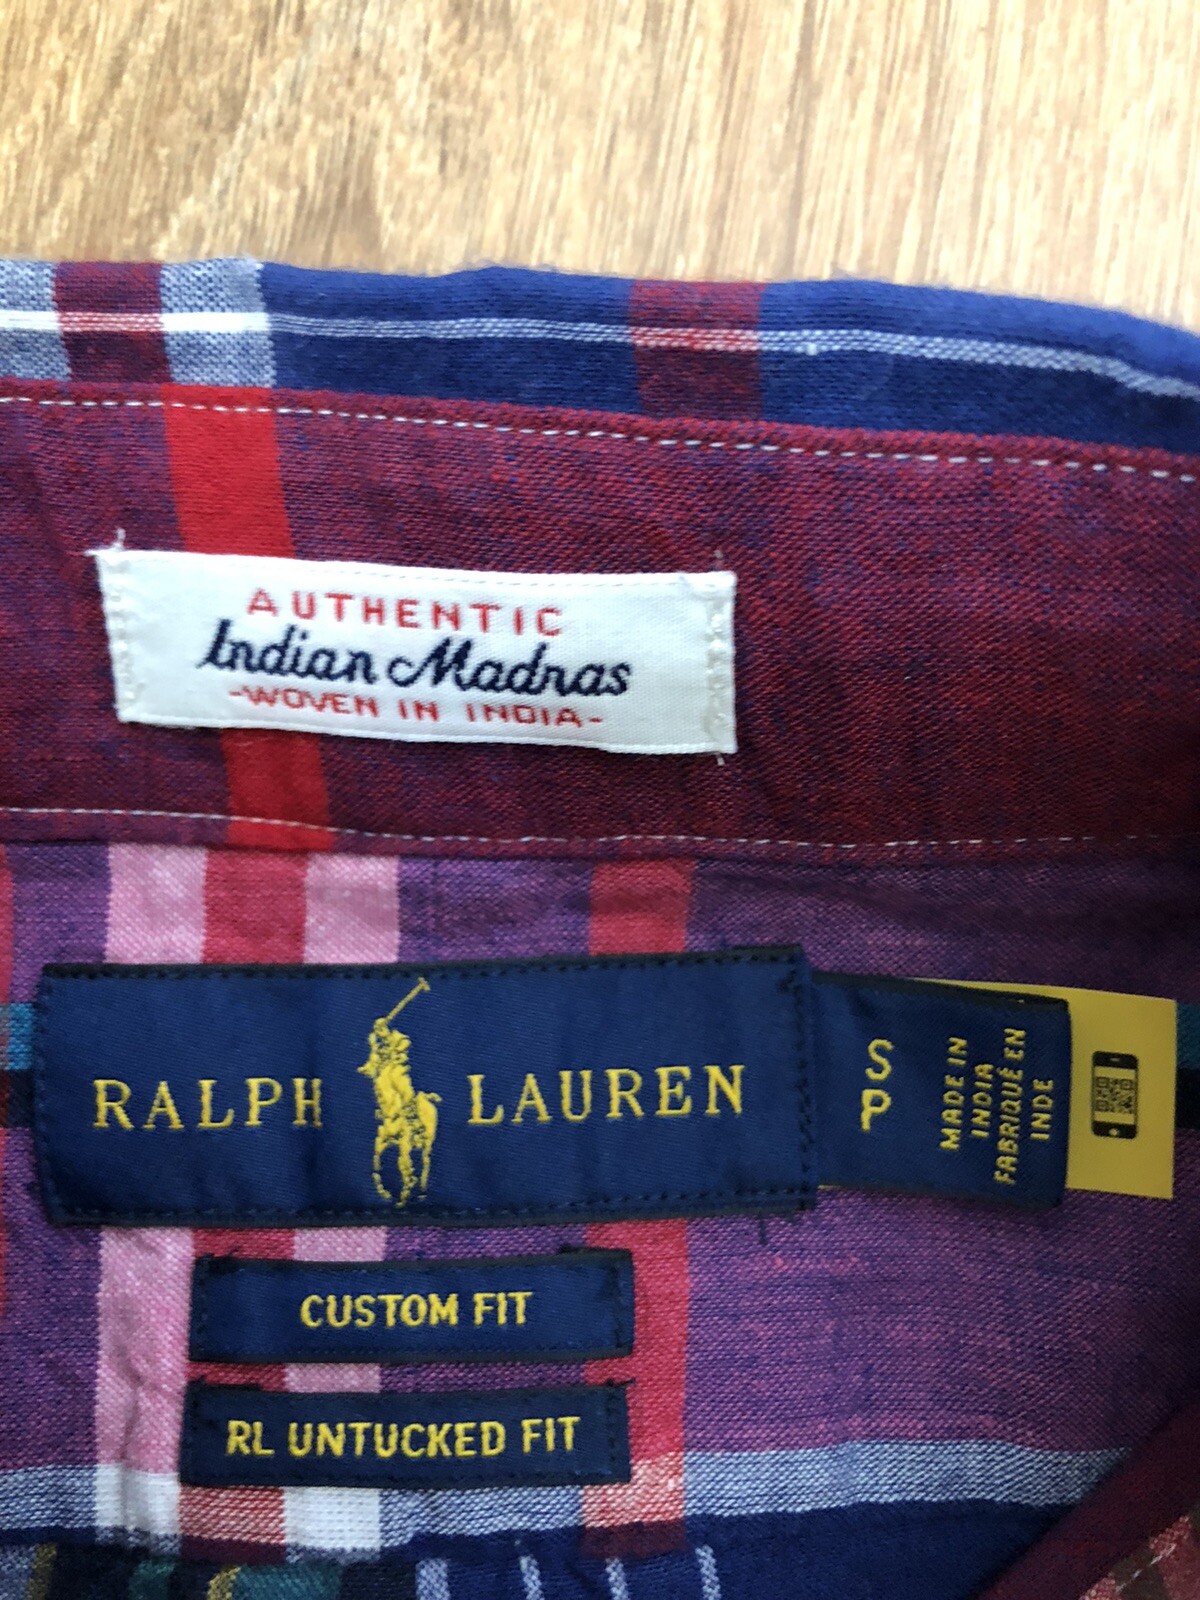 AUTHENTIC
Indian Madras
-WOVEN IN INDIA-
RALPH LAUREN
S
P
MADE IN
INDIA
FABRIQUÉ EN
INDE
CUSTOM FIT
RL UNTUCKED FIT